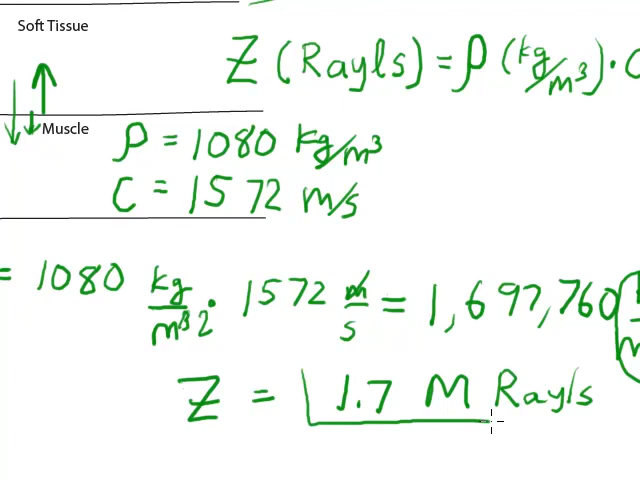 Soft Tissue
Z (Rayls) = ρ (kg/m³) · C
Muscle
ρ = 1080 kg/m³
C = 1572 m/s
= 1080 kg/m³ 2 · 1572 m/s = 1,697,760
Z = 1.7 M Rayls